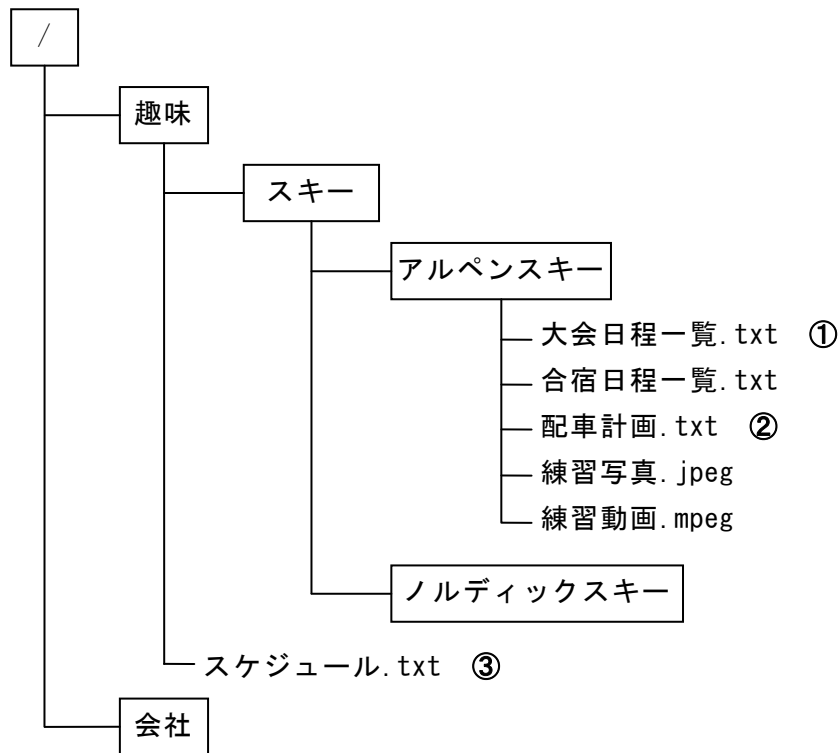 /
趣味
スキー
アルペンスキー
大会日程一覧.txt ①
合宿日程一覧.txt
配車計画.txt ②
練習写真.jpeg
練習動画.mpeg
ノルディックスキー
スケジュール.txt ③
会社